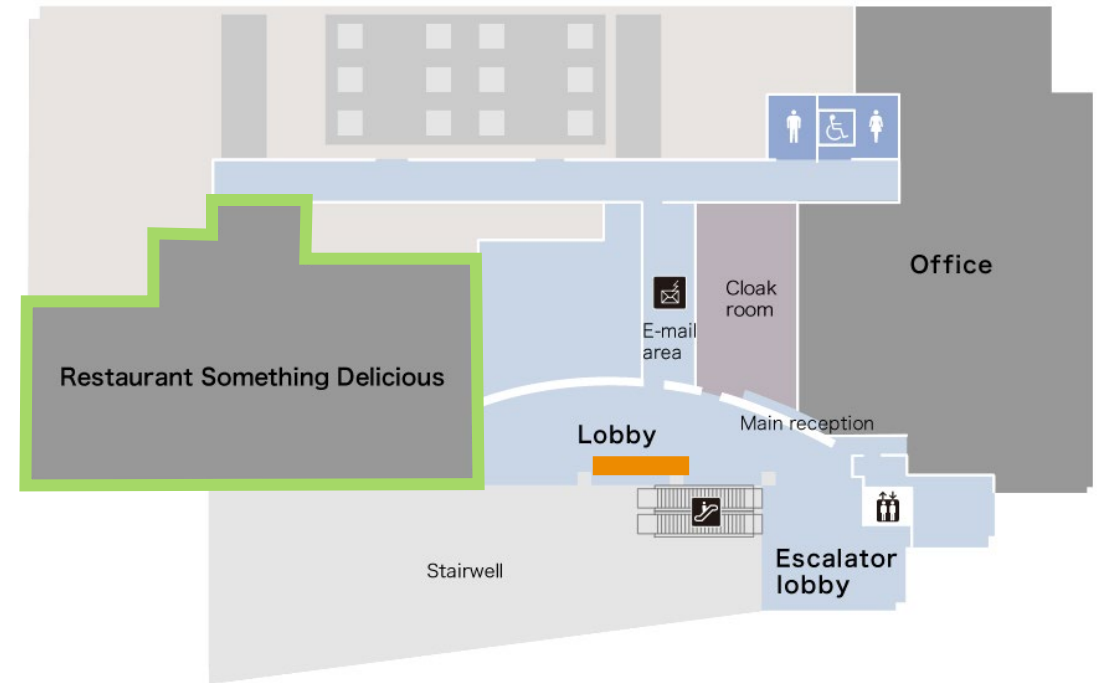 Office
Cloak
room
E-mail
area
Restaurant Something Delicious
Main reception
Lobby
Escalator
lobby
Stairwell